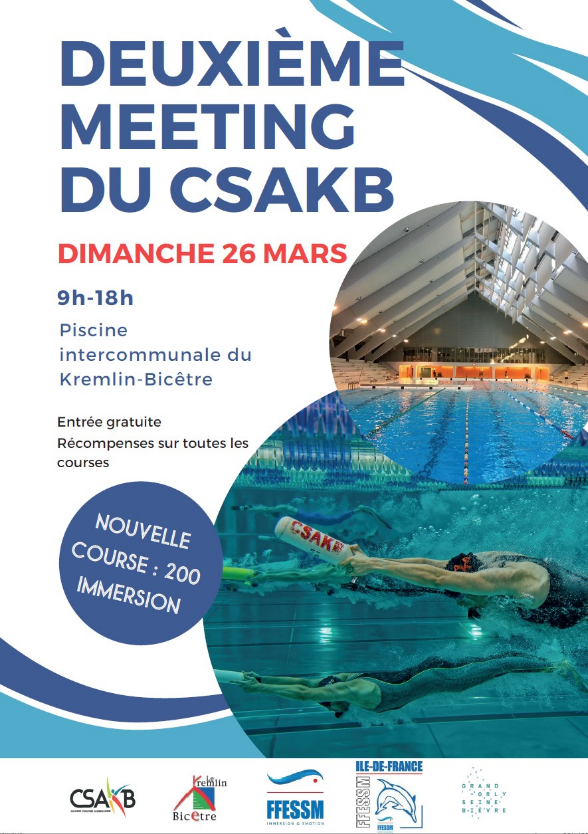 DEUXIÈME
MEETING
DU CSAKB
DIMANCHE 26 MARS
9h-18h
Piscine
intercommunale du
Kremlin-Bicêtre
Entrée gratuite
Récompenses sur toutes les
courses
NOUVELLE
COURSE : 200
IMMERSION
CSAKB
CSAKB
Le
Kremlin
Bicêtre
FFESSM
IMMERSION & ÉMOTION
ILE-DE-FRANCE
FFESSM
FFESSM
GRAND
ORLY
SEINE
BIÈVRE